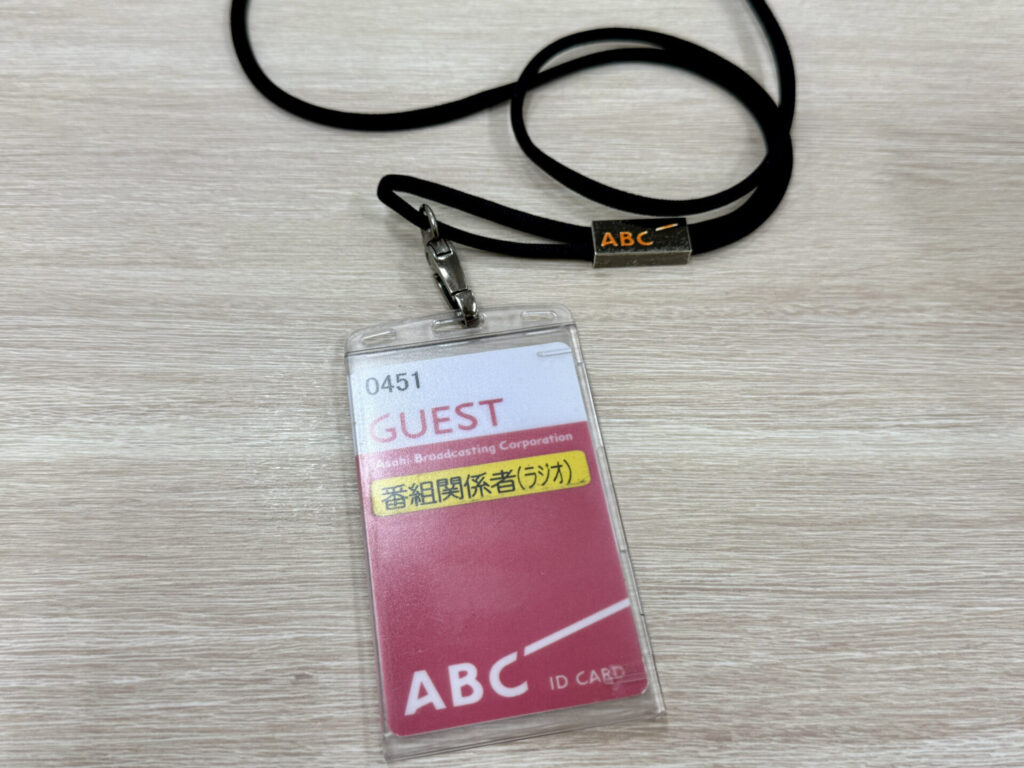 ABC
0451
GUEST
Asahi Broadcasting Corporation
番組関係者(ラジオ)
ABC
ID CARD